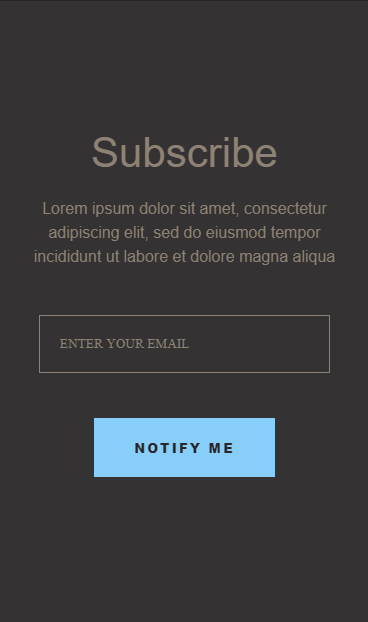 Subscribe
Lorem ipsum dolor sit amet, consectetur
adipiscing elit, sed do eiusmod tempor
incididunt ut labore et dolore magna aliqua
ENTER YOUR EMAIL
NOTIFY ME